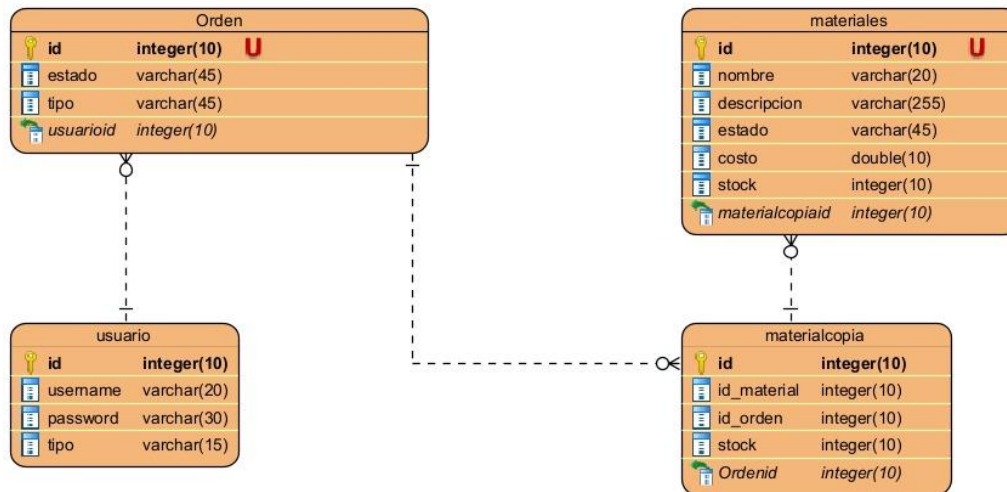 Orden
id integer(10) U
estado varchar(45)
tipo varchar(45)
usuarioid integer(10)
materiales
id integer(10) U
nombre varchar(20)
descripcion varchar(255)
estado varchar(45)
costo double(10)
stock integer(10)
materialcopiaid integer(10)
usuario
id integer(10)
username varchar(20)
password varchar(30)
tipo varchar(15)
materialcopia
id integer(10)
id_material integer(10)
id_orden integer(10)
stock integer(10)
Ordenid integer(10)